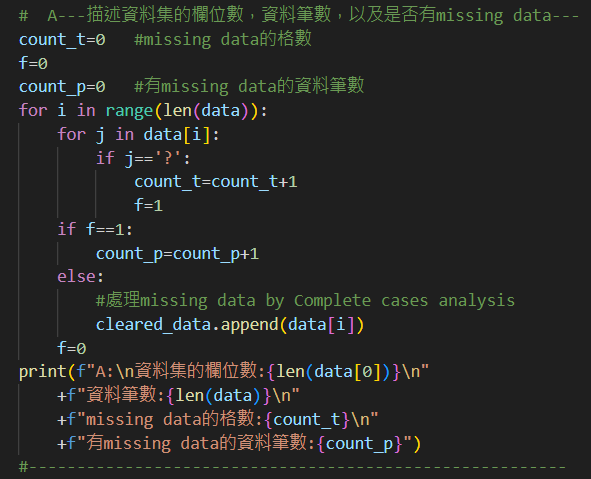 #  A---描述資料集的欄位數，資料筆數，以及是否有missing data---
count_t=0   #missing data的格數
f=0
count_p=0   #有missing data的資料筆數
for i in range(len(data)):
    for j in data[i]:
        if j=='?':
            count_t=count_t+1
            f=1
    if f==1:
        count_p=count_p+1
    else:
        #處理missing data by Complete cases analysis
        cleared_data.append(data[i])
    f=0
print(f"A:\n資料集的欄位數:{len(data[0])}\n"
    +f"資料筆數:{len(data)}\n"
    +f"missing data的格數:{count_t}\n"
    +f"有missing data的資料筆數:{count_p}")
#--------------------------------------------------------